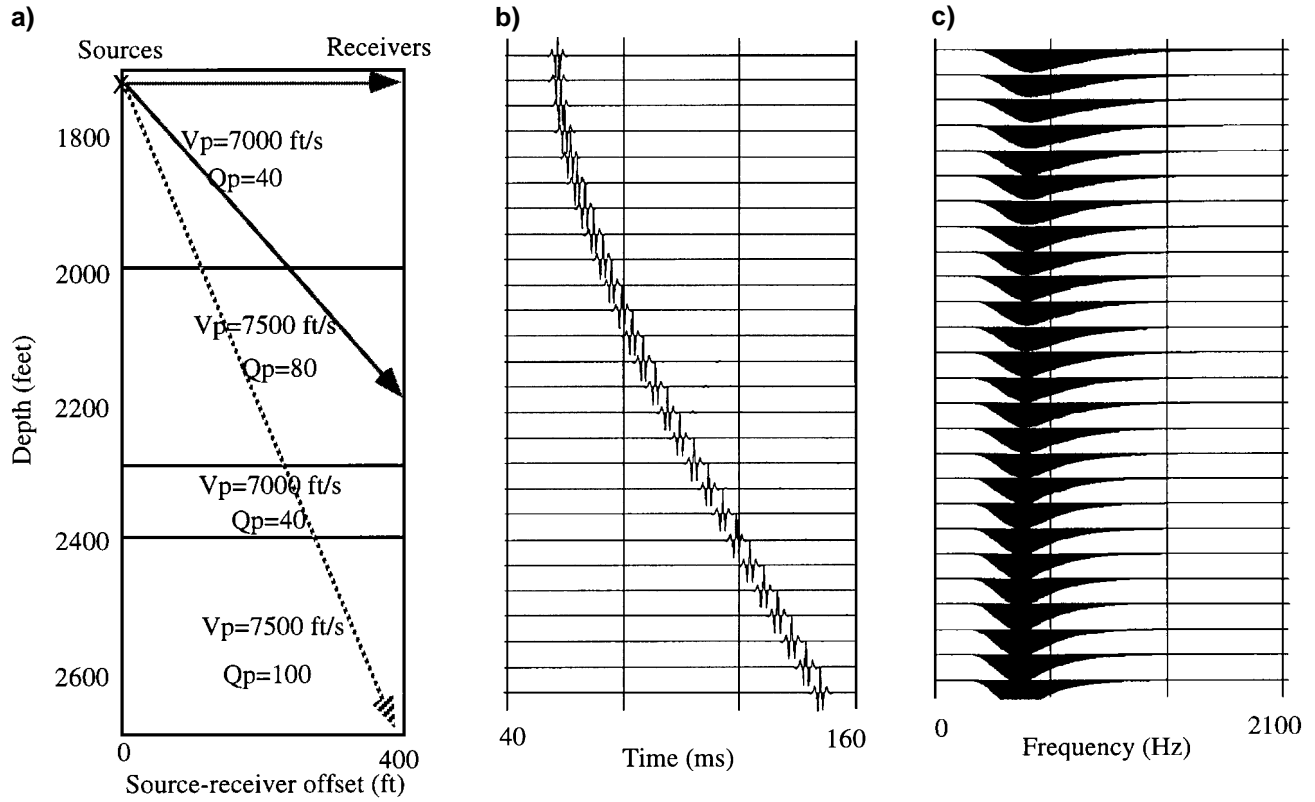 a)
Sources
Receivers
Vp=7000 ft/s
Qp=40
Vp=7500 ft/s
Qp=80
Vp=7000 ft/s
Qp=40
Vp=7500 ft/s
Qp=100
1800
2000
2200
2400
2600
Depth (feet)
0
400
Source-receiver offset (ft)
b)
40
160
Time (ms)
c)
0
2100
Frequency (Hz)